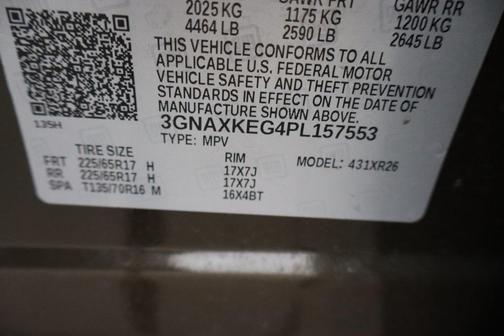 GAWR FRT GAWR RR
2025 KG 1175 KG 1200 KG
4464 LB 2590 LB 2645 LB
THIS VEHICLE CONFORMS TO ALL
APPLICABLE U.S. FEDERAL MOTOR
VEHICLE SAFETY AND THEFT PREVENTION
STANDARDS IN EFFECT ON THE DATE OF
MANUFACTURE SHOWN ABOVE.
135H 3GNAXKEG4PL157553
TYPE: MPV
TIRE SIZE RIM MODEL: 431XR26
FRT 225/65R17 H 17X7J
RR 225/65R17 H 17X7J
SPA T135/70R16 M 16X4BT